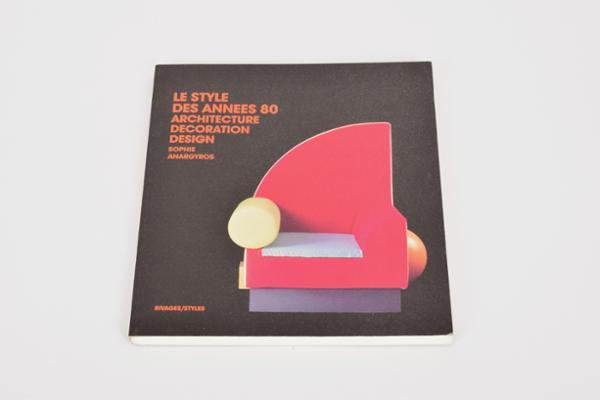 LE STYLE
DES ANNEES 80
ARCHITECTURE
DECORATION
DESIGN
SOPHIE
ANARGYROS
RIVAGES/STYLES